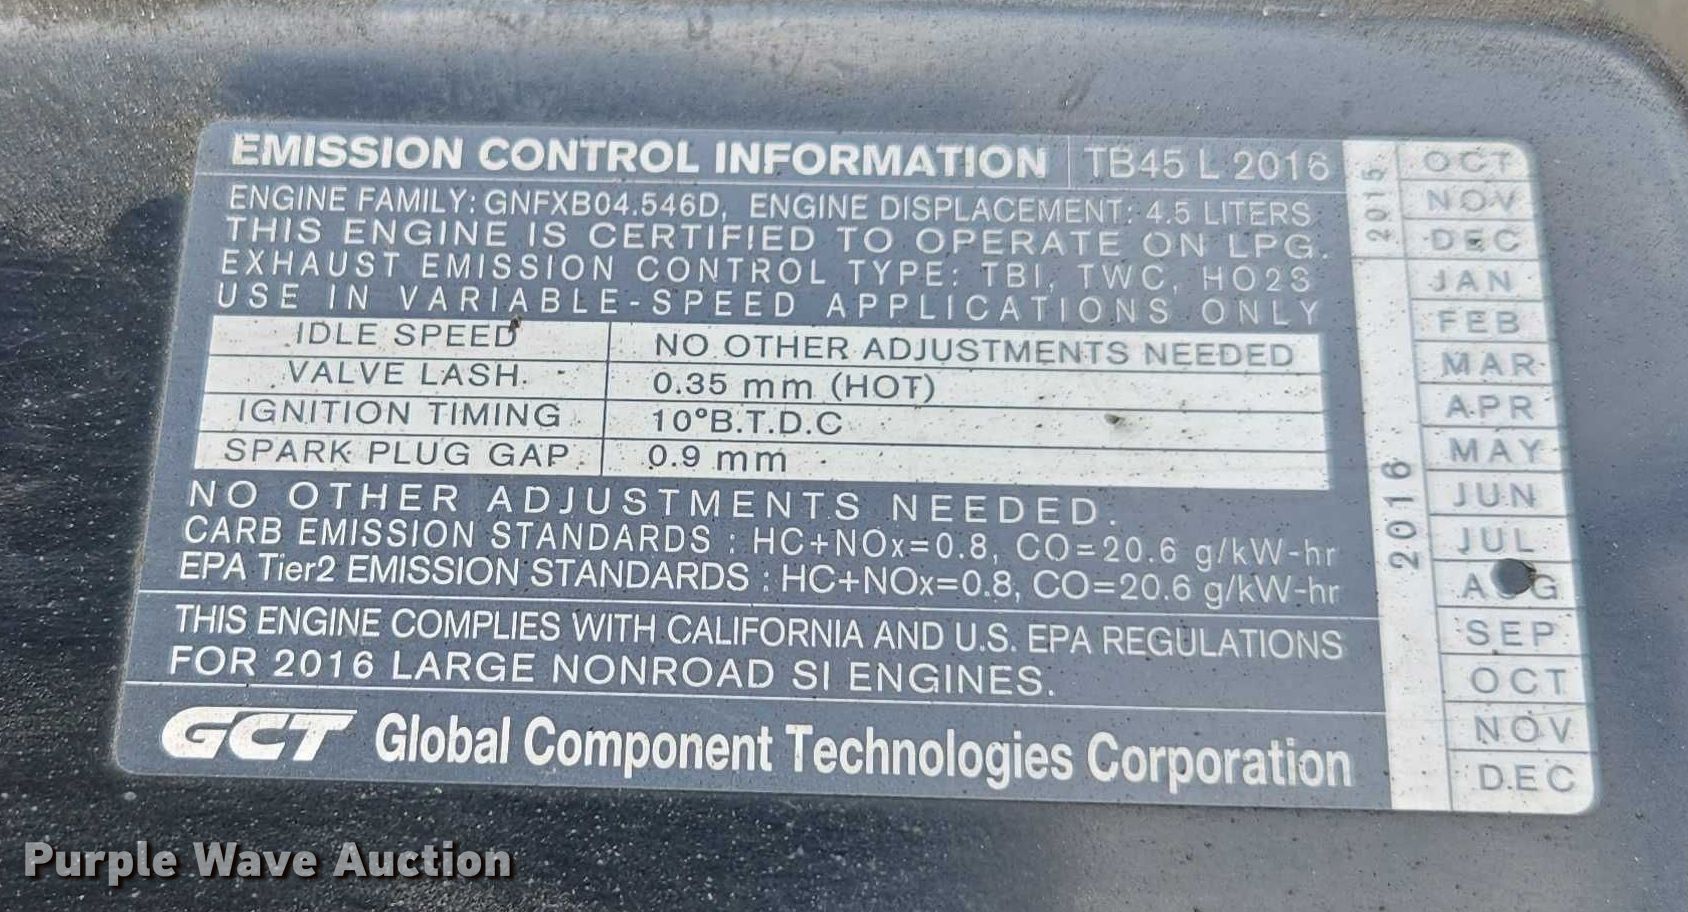 EMISSION CONTROL INFORMATION TB45 L 2016
ENGINE FAMILY: GNFXB04.546D, ENGINE DISPLACEMENT: 4.5 LITERS
THIS ENGINE IS CERTIFIED TO OPERATE ON LPG.
EXHAUST EMISSION CONTROL TYPE: TBI, TWC, HO2S
USE IN VARIABLE-SPEED APPLICATIONS ONLY
IDLE SPEED NO OTHER ADJUSTMENTS NEEDED
VALVE LASH. 0.35 mm (HOT)
IGNITION TIMING 10°B.T.D.C
SPARK PLUG GAP 0.9 mm
NO OTHER ADJUSTMENTS NEEDED.
CARB EMISSION STANDARDS : HC+NOx=0.8, CO=20.6 g/kW-hr
EPA Tier2 EMISSION STANDARDS : HC+NOx=0.8, CO=20.6 g/kW-hr
THIS ENGINE COMPLIES WITH CALIFORNIA AND U.S. EPA REGULATIONS
FOR 2016 LARGE NONROAD SI ENGINES.
GCT Global Component Technologies Corporation
2015
OCT
NOV
DEC
2016
JAN
FEB
MAR
APR
MAY
JUN
JUL
AUG
SEP
OCT
NOV
DEC
Purple Wave Auction